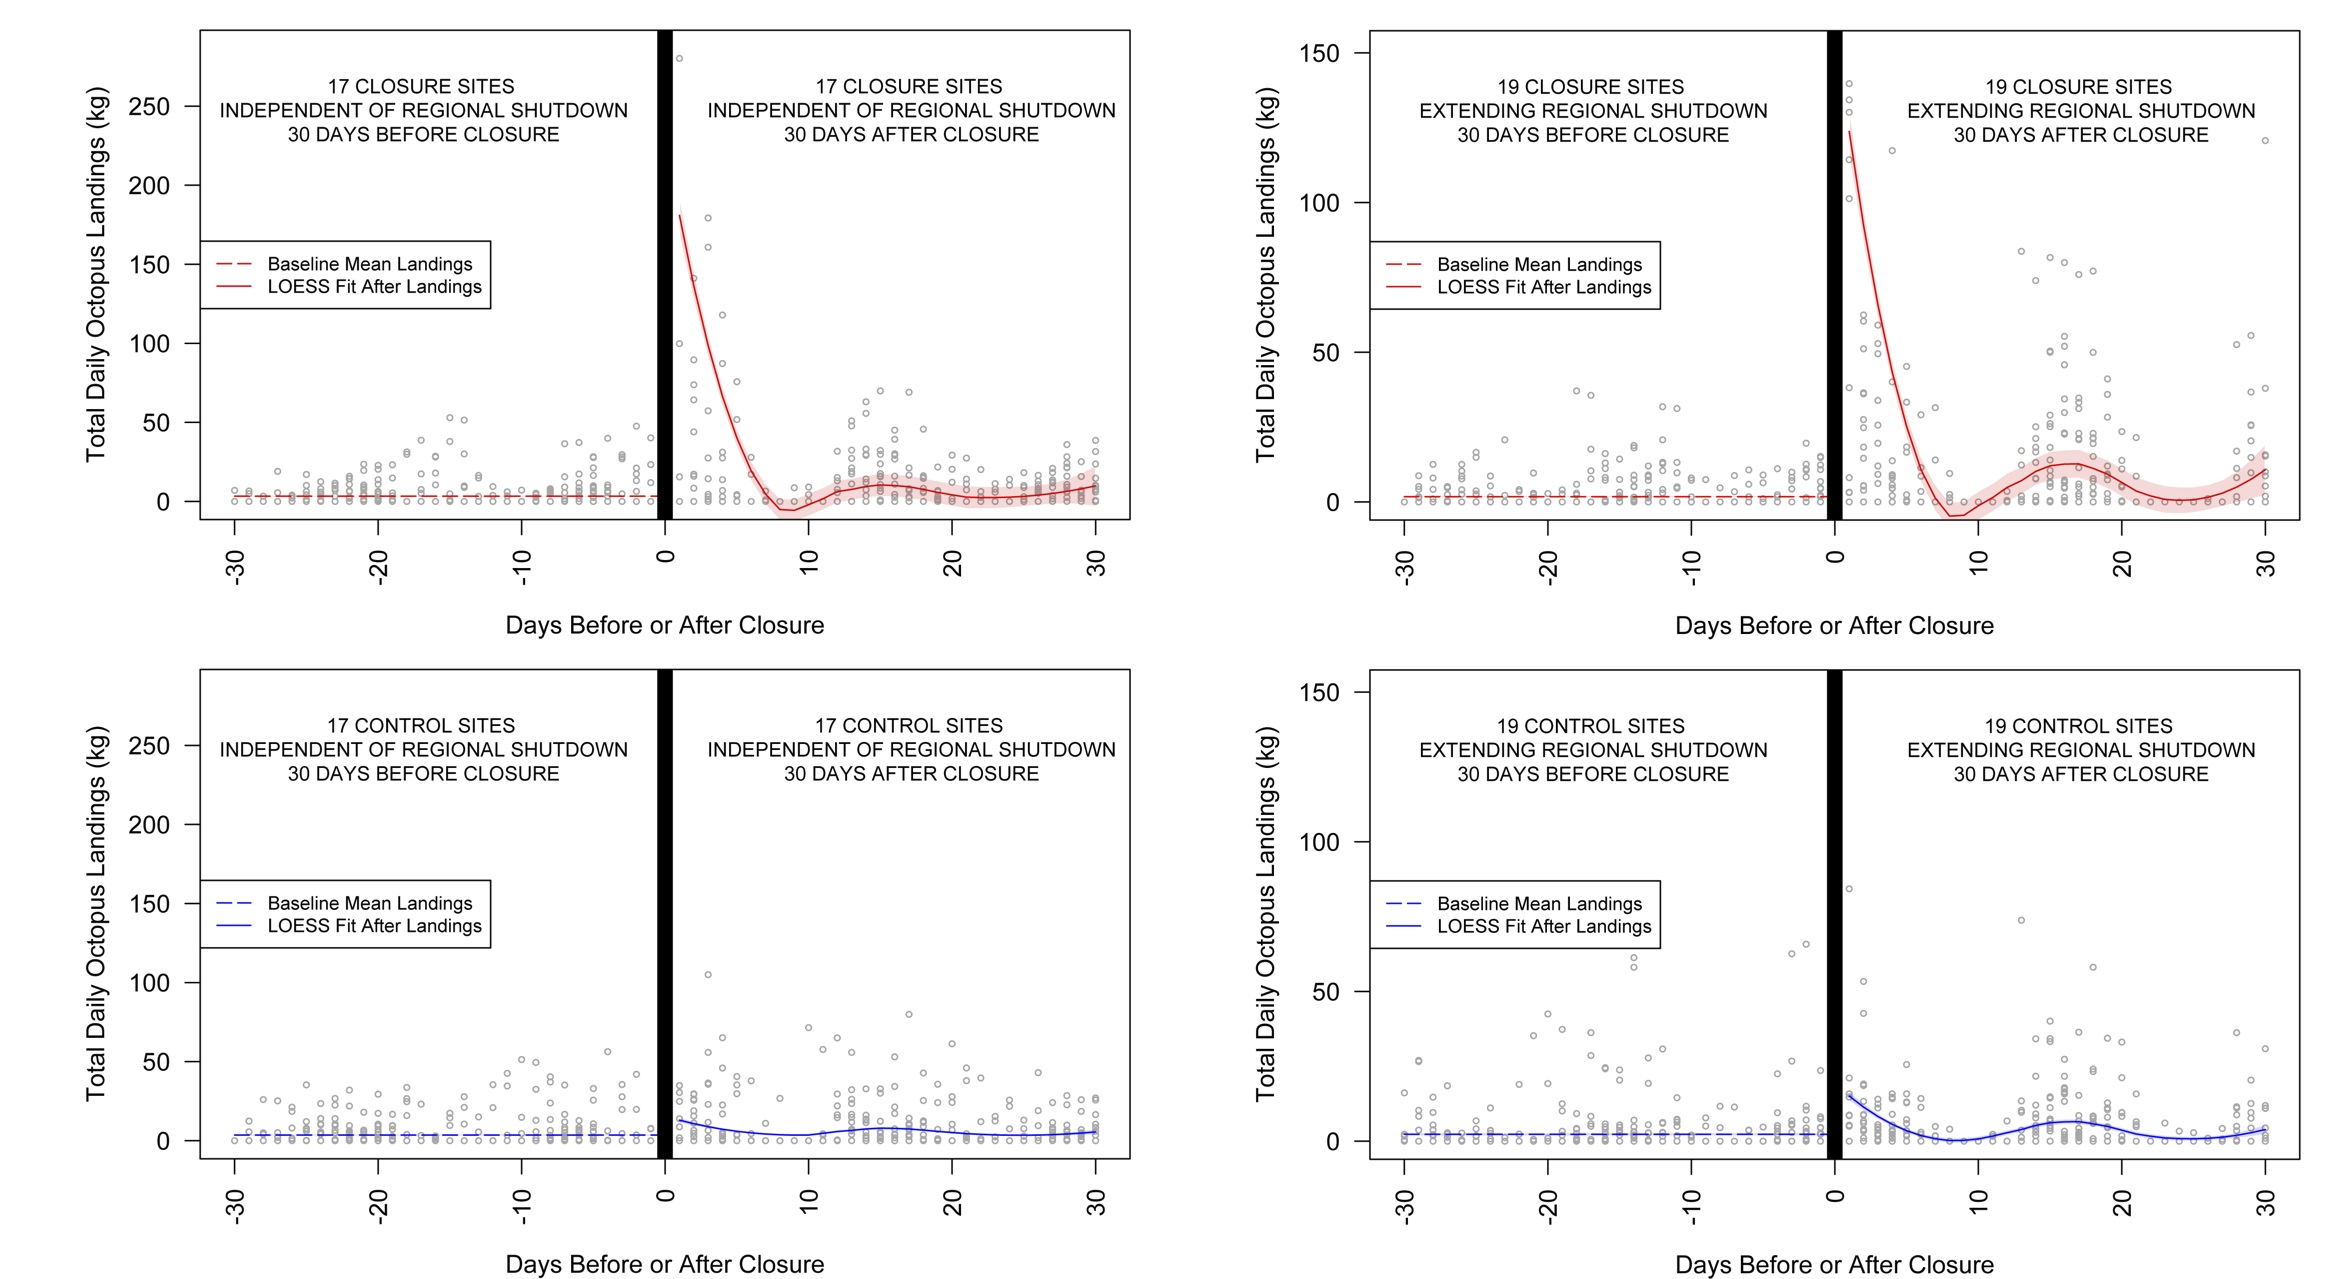 Total Daily Octopus Landings (kg)
250
200
150
100
50
0
17 CLOSURE SITES
INDEPENDENT OF REGIONAL SHUTDOWN
30 DAYS BEFORE CLOSURE
17 CLOSURE SITES
INDEPENDENT OF REGIONAL SHUTDOWN
30 DAYS AFTER CLOSURE
Baseline Mean Landings
LOESS Fit After Landings
-30
-20
-10
0
10
20
30
Days Before or After Closure
Total Daily Octopus Landings (kg)
150
100
50
0
19 CLOSURE SITES
EXTENDING REGIONAL SHUTDOWN
30 DAYS BEFORE CLOSURE
19 CLOSURE SITES
EXTENDING REGIONAL SHUTDOWN
30 DAYS AFTER CLOSURE
Baseline Mean Landings
LOESS Fit After Landings
-30
-20
-10
0
10
20
30
Days Before or After Closure
Total Daily Octopus Landings (kg)
250
200
150
100
50
0
17 CONTROL SITES
INDEPENDENT OF REGIONAL SHUTDOWN
30 DAYS BEFORE CLOSURE
17 CONTROL SITES
INDEPENDENT OF REGIONAL SHUTDOWN
30 DAYS AFTER CLOSURE
Baseline Mean Landings
LOESS Fit After Landings
-30
-20
-10
0
10
20
30
Days Before or After Closure
Total Daily Octopus Landings (kg)
150
100
50
0
19 CONTROL SITES
EXTENDING REGIONAL SHUTDOWN
30 DAYS BEFORE CLOSURE
19 CONTROL SITES
EXTENDING REGIONAL SHUTDOWN
30 DAYS AFTER CLOSURE
Baseline Mean Landings
LOESS Fit After Landings
-30
-20
-10
0
10
20
30
Days Before or After Closure